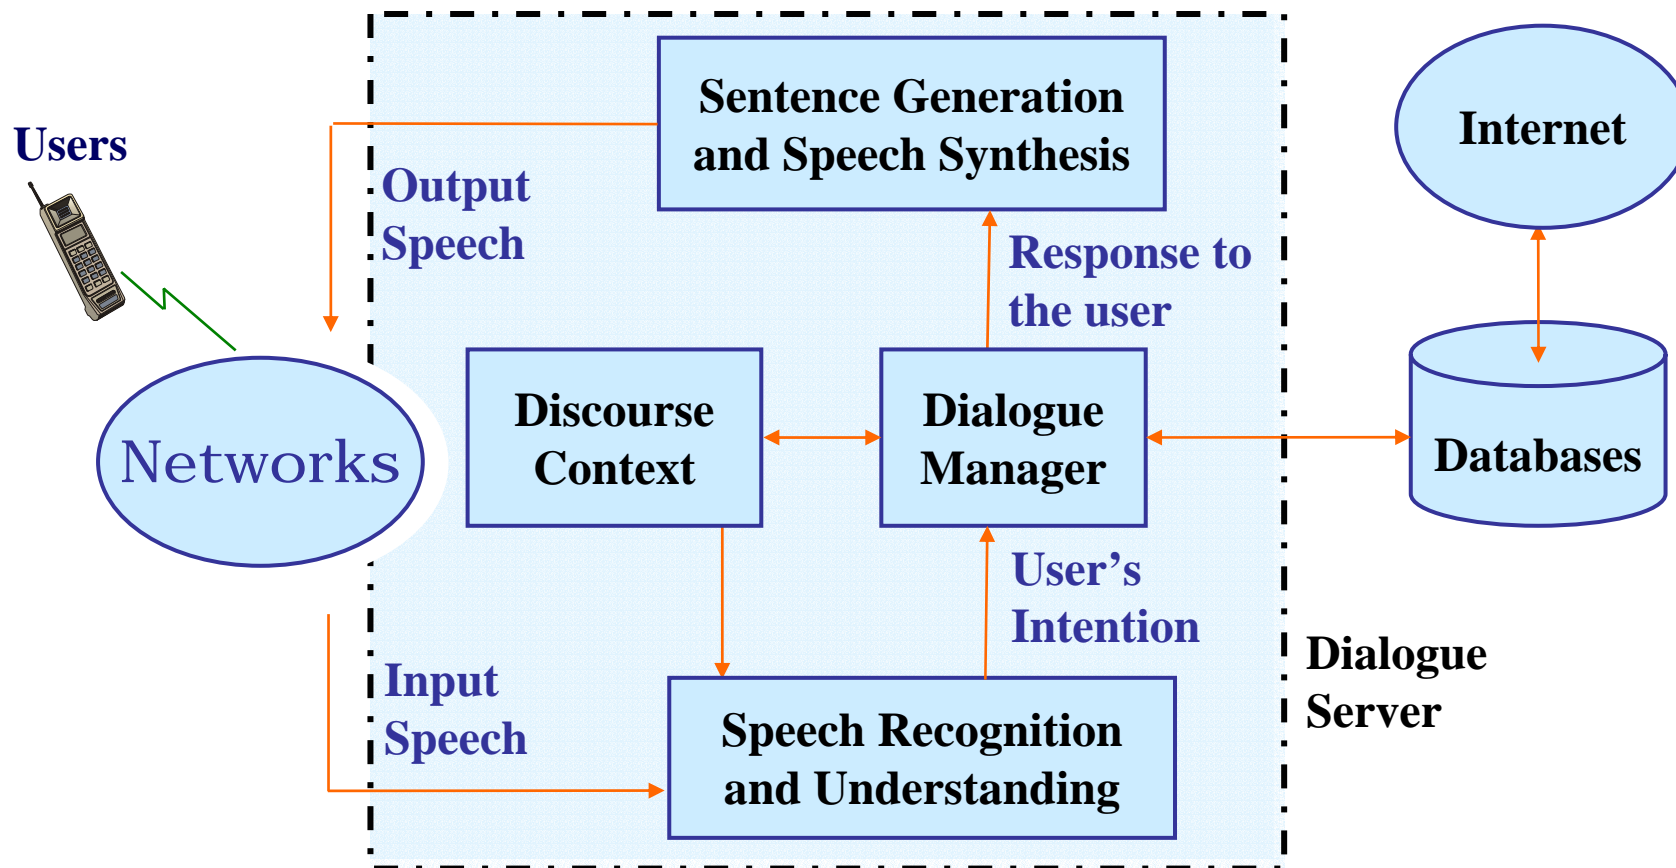 Sentence Generation
and Speech Synthesis
Internet
Users
Output
Speech
Response to
the user
Discourse
Context
Dialogue
Manager
Networks
Databases
User’s
Intention
Input
Speech
Dialogue
Server
Speech Recognition
and Understanding